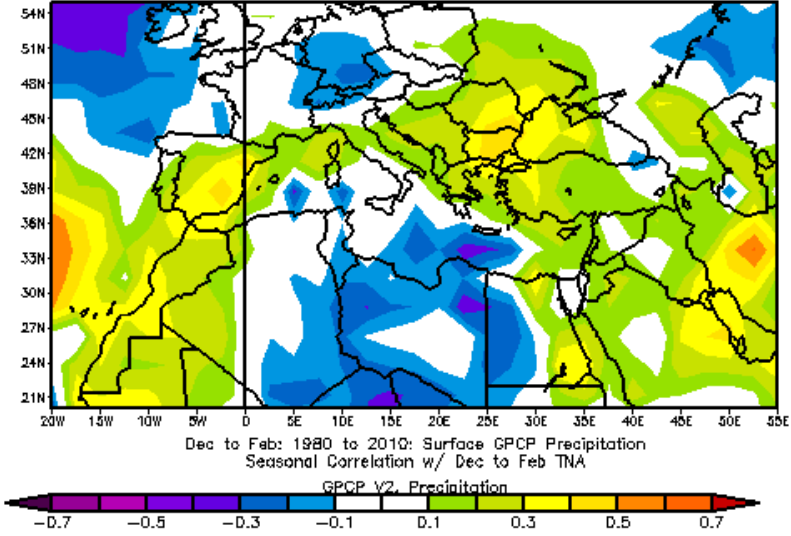 54N
51N
48N
45N
42N
39N
36N
33N
30N
27N
24N
21N
20W 15W 10W 5W 0 5E 10E 15E 20E 25E 30E 35E 40E 45E 50E 55E
Dec to Feb: 1980 to 2010: Surface GPCP Precipitation
Seasonal Correlation w/ Dec to Feb TNA
GPCP V2. Precipitation
-0.7 -0.5 -0.3 -0.1 0.1 0.3 0.5 0.7